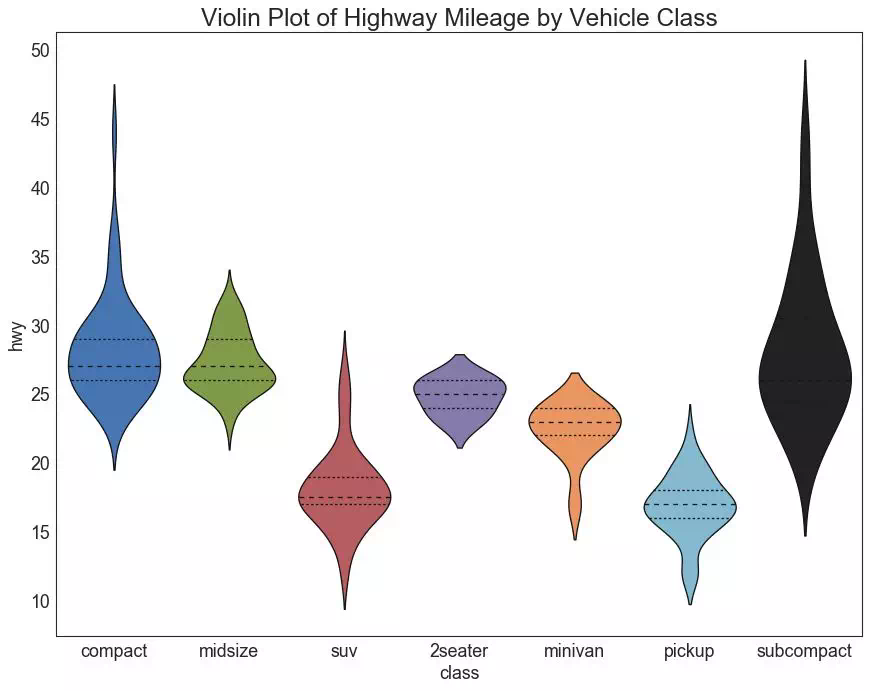 Violin Plot of Highway Mileage by Vehicle Class
50
45
40
35
30
25
20
15
10
hwy
compact midsize suv 2seater minivan pickup subcompact
class